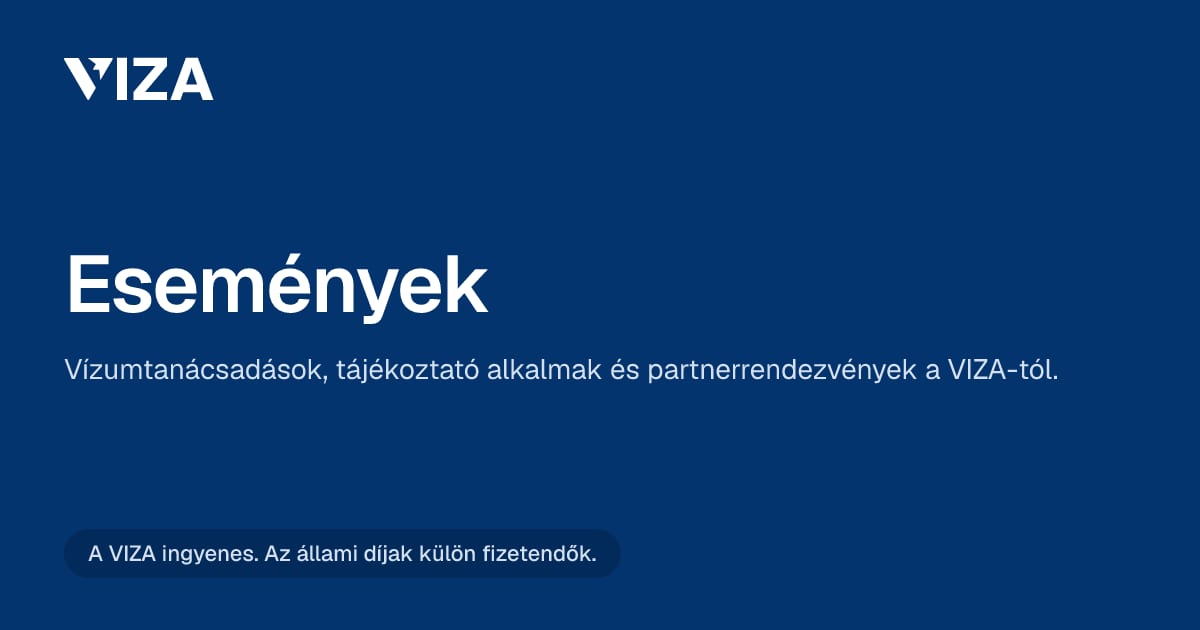 VIZA
Események
Vízumtanácsadások, tájékoztató alkalmak és partnerrendezvények a VIZA-tól.
A VIZA ingyenes. Az állami díjak külön fizetendők.